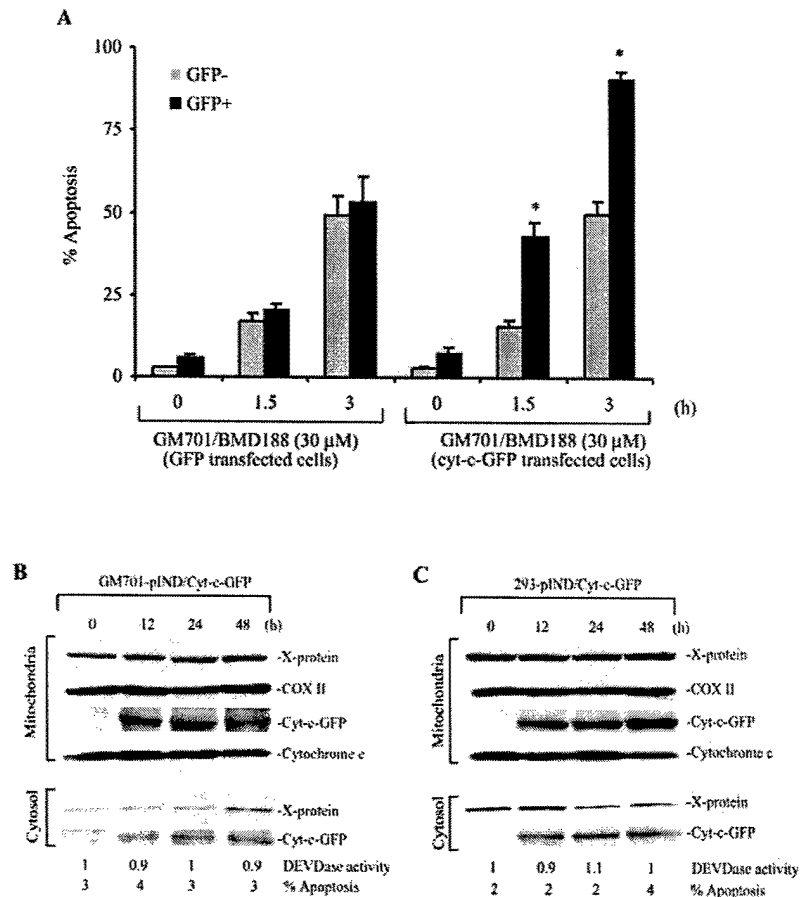 A
100
75
50
25
0
% Apoptosis
GFP-
GFP+
*
*
0 1.5 3 0 1.5 3 (h)
GM701/BMD188 (30 µM)
(GFP transfected cells)
GM701/BMD188 (30 µM)
(cyt-c-GFP transfected cells)
B
GM701-pIND/Cyt-c-GFP
0 12 24 48 (h)
Mitochondria
-X-protein
-COX II
-Cyt-c-GFP
-Cytochrome c
Cytosol
-X-protein
-Cyt-c-GFP
1 0.9 1 0.9 DEVDase activity
3 4 3 3 % Apoptosis
C
293-pIND/Cyt-c-GFP
0 12 24 48 (h)
Mitochondria
-X-protein
-COX II
-Cyt-c-GFP
-Cytochrome c
Cytosol
-X-protein
-Cyt-c-GFP
1 0.9 1.1 1 DEVDase activity
2 2 2 4 % Apoptosis